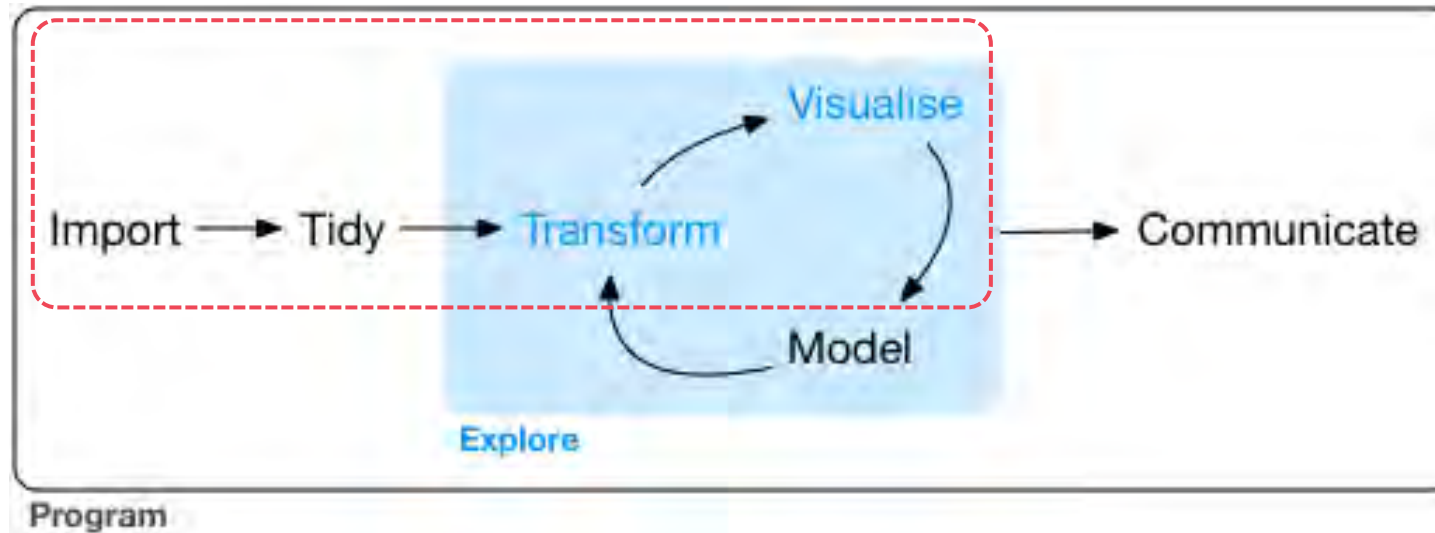 Visualise
Import
Tidy
Transform
Communicate
Model
Explore
Program